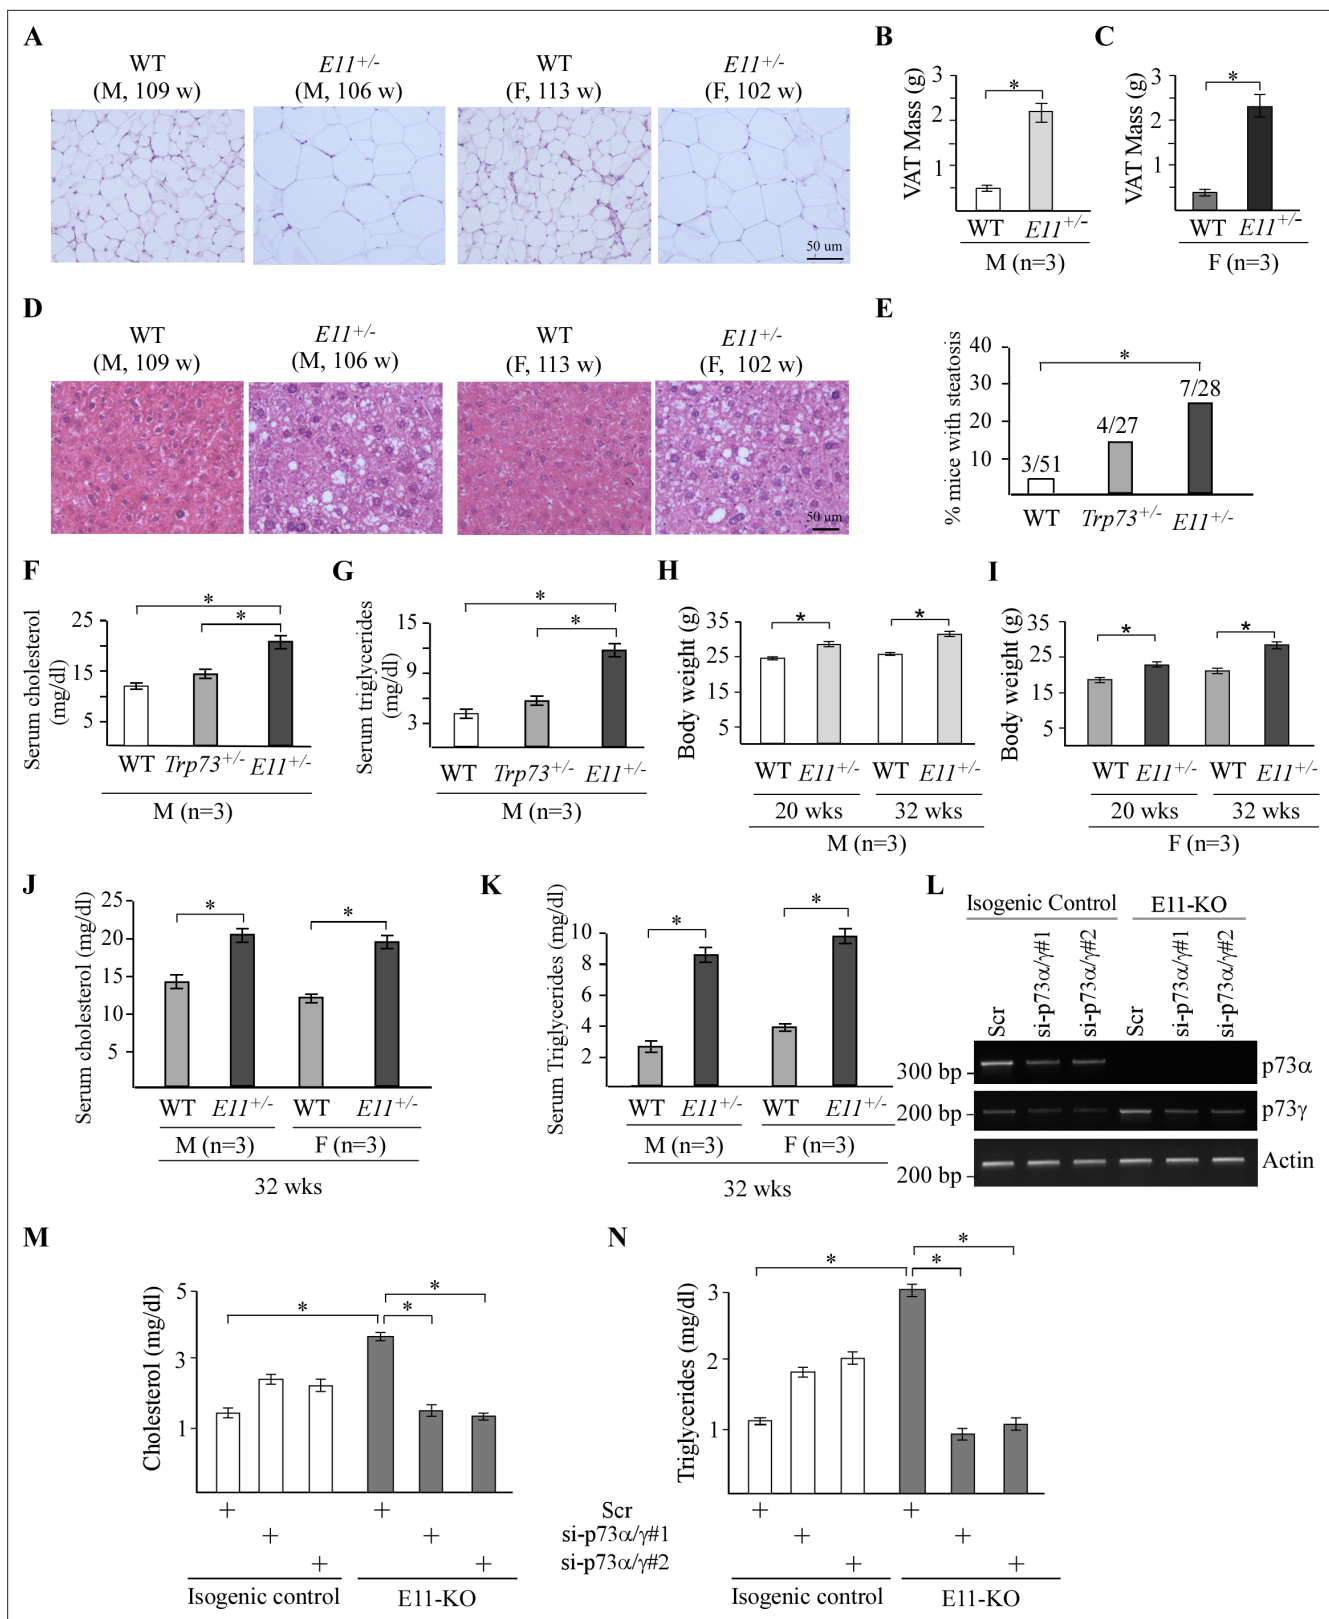 A
WT
(M, 109 w)
E11+/-
(M, 106 w)
WT
(F, 113 w)
E11+/-
(F, 102 w)
50 um
B
VAT Mass (g)
3
2
1
*
WT E11+/-
M (n=3)
C
VAT Mass (g)
3
2
1
*
WT E11+/-
F (n=3)
D
WT
(M, 109 w)
E11+/-
(M, 106 w)
WT
(F, 113 w)
E11+/-
(F, 102 w)
50 um
E
% mice with steatosis
40
30
20
10
*
3/51
4/27
7/28
WT Trp73+/- E11+/-
F
Serum cholesterol
(mg/dl)
25
15
5
*
*
WT Trp73+/- E11+/-
M (n=3)
G
Serum triglycerides
(mg/dl)
15
9
3
*
*
WT Trp73+/- E11+/-
M (n=3)
H
Body weight (g)
35
25
15
5
* *
WT E11+/- WT E11+/-
20 wks 32 wks
M (n=3)
I
Body weight (g)
35
25
15
5
* *
WT E11+/- WT E11+/-
20 wks 32 wks
F (n=3)
J
Serum cholesterol (mg/dl)
25
20
15
10
5
* *
WT E11+/- WT E11+/-
M (n=3) F (n=3)
32 wks
K
Serum Triglycerides (mg/dl)
10
8
6
4
2
* *
WT E11+/- WT E11+/-
M (n=3) F (n=3)
32 wks
L
Isogenic Control E11-KO
Scr
si-p73α/γ#1
si-p73α/γ#2
Scr
si-p73α/γ#1
si-p73α/γ#2
300 bp p73α
200 bp p73γ
200 bp Actin
M
Cholesterol (mg/dl)
5
3
1
* * *
N
Triglycerides (mg/dl)
3
2
1
* * *
+ + Scr + +
+ + si-p73α/γ#1 + +
+ + si-p73α/γ#2 + +
Isogenic control E11-KO Isogenic control E11-KO